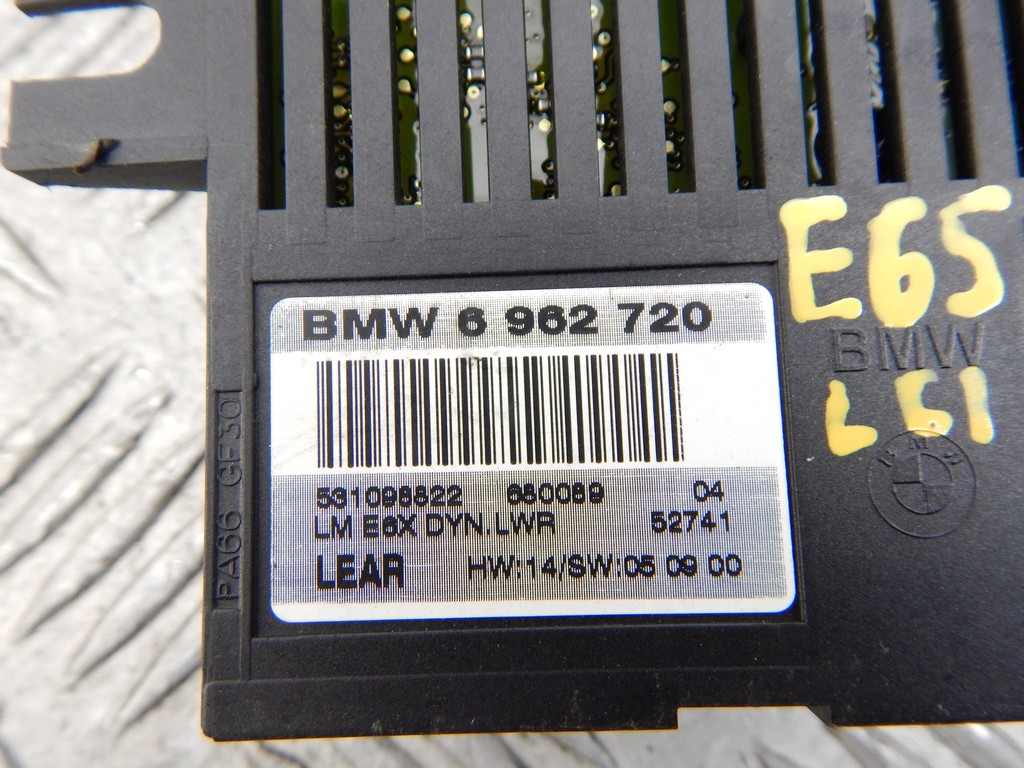 E65
BMW 6 962 720
BMW
L61
531098822 680089 04
LM E6X DYN.LWR 52741
LEAR HW:14/SW:05 09 00
PA66 GF30